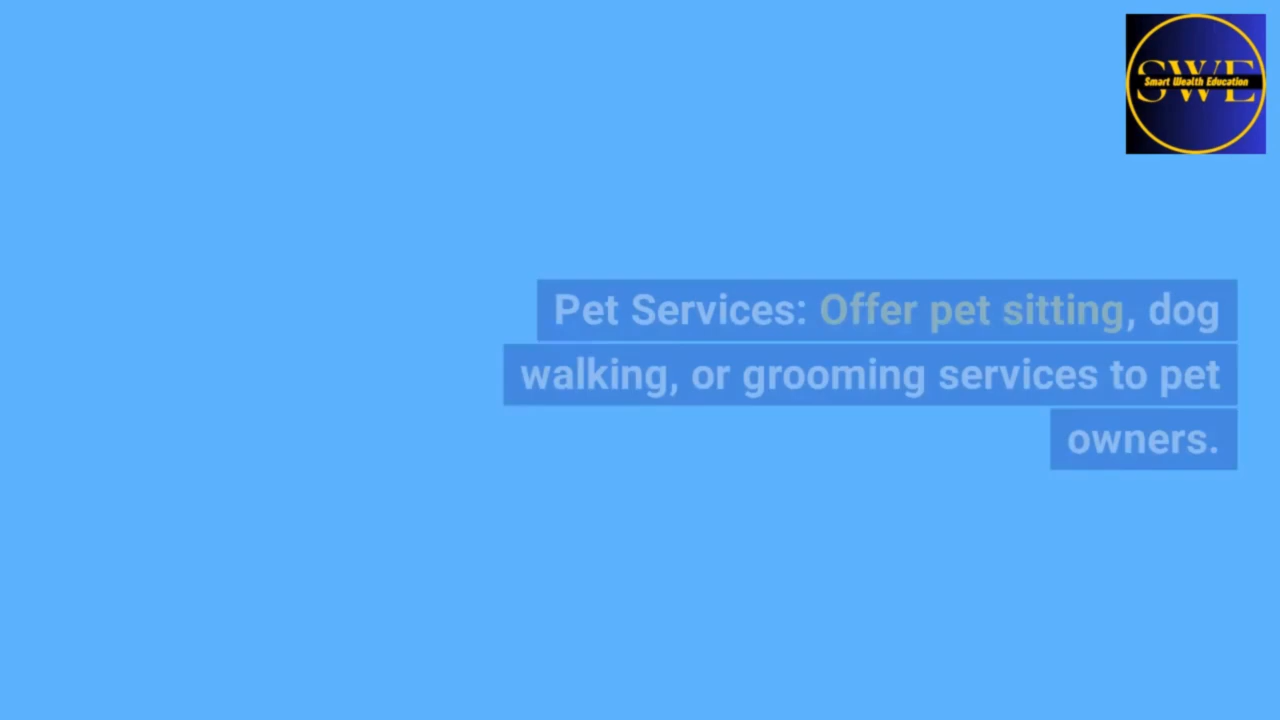 SWE
Smart Wealth Education
Pet Services: Offer pet sitting, dog
walking, or grooming services to pet
owners.